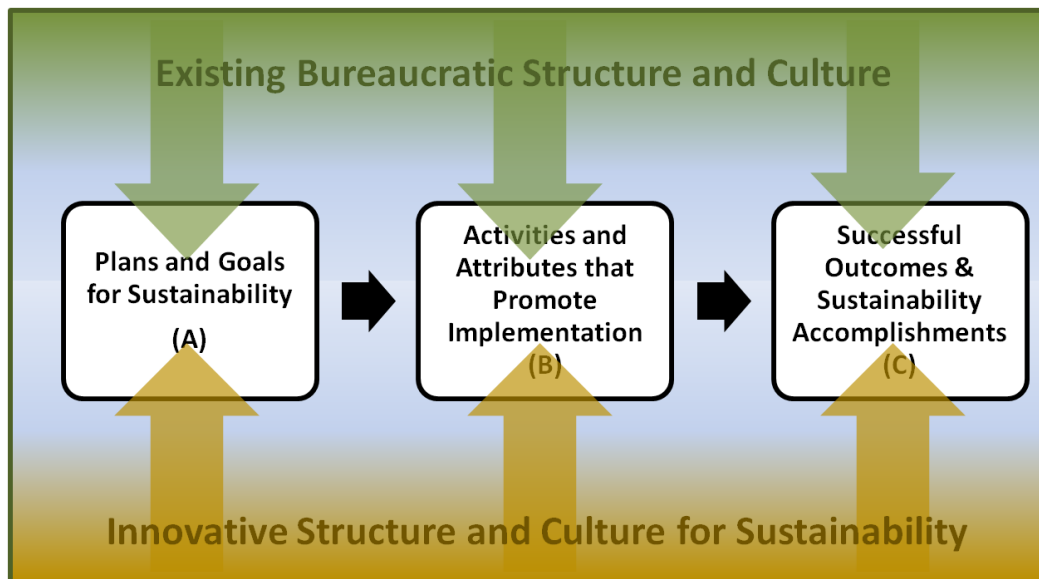 Existing Bureaucratic Structure and Culture
Plans and Goals
for Sustainability
(A)
Activities and
Attributes that
Promote
Implementation
(B)
Successful
Outcomes &
Sustainability
Accomplishments
(C)
Innovative Structure and Culture for Sustainability